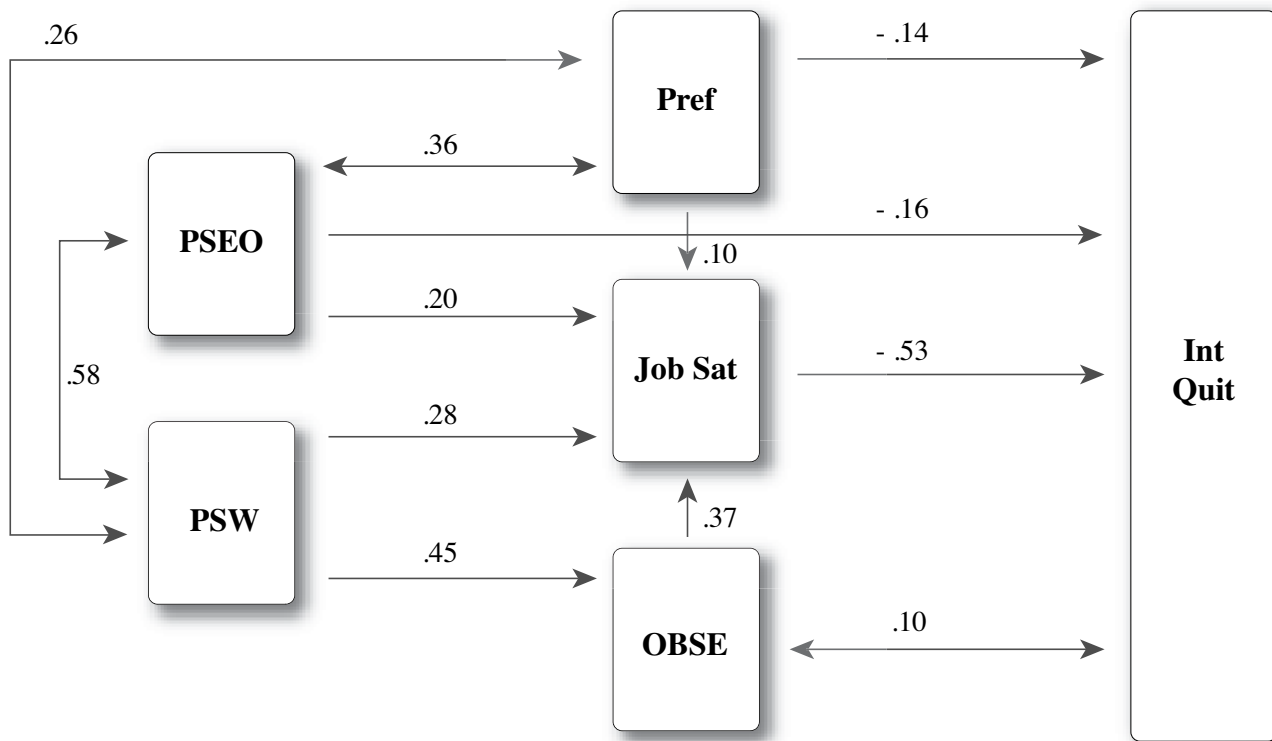 .26
- .14
Pref
.36
PSEO
- .16
.10
.20
Job Sat
- .53
Int
Quit
.58
.28
PSW
.37
.45
OBSE
.10